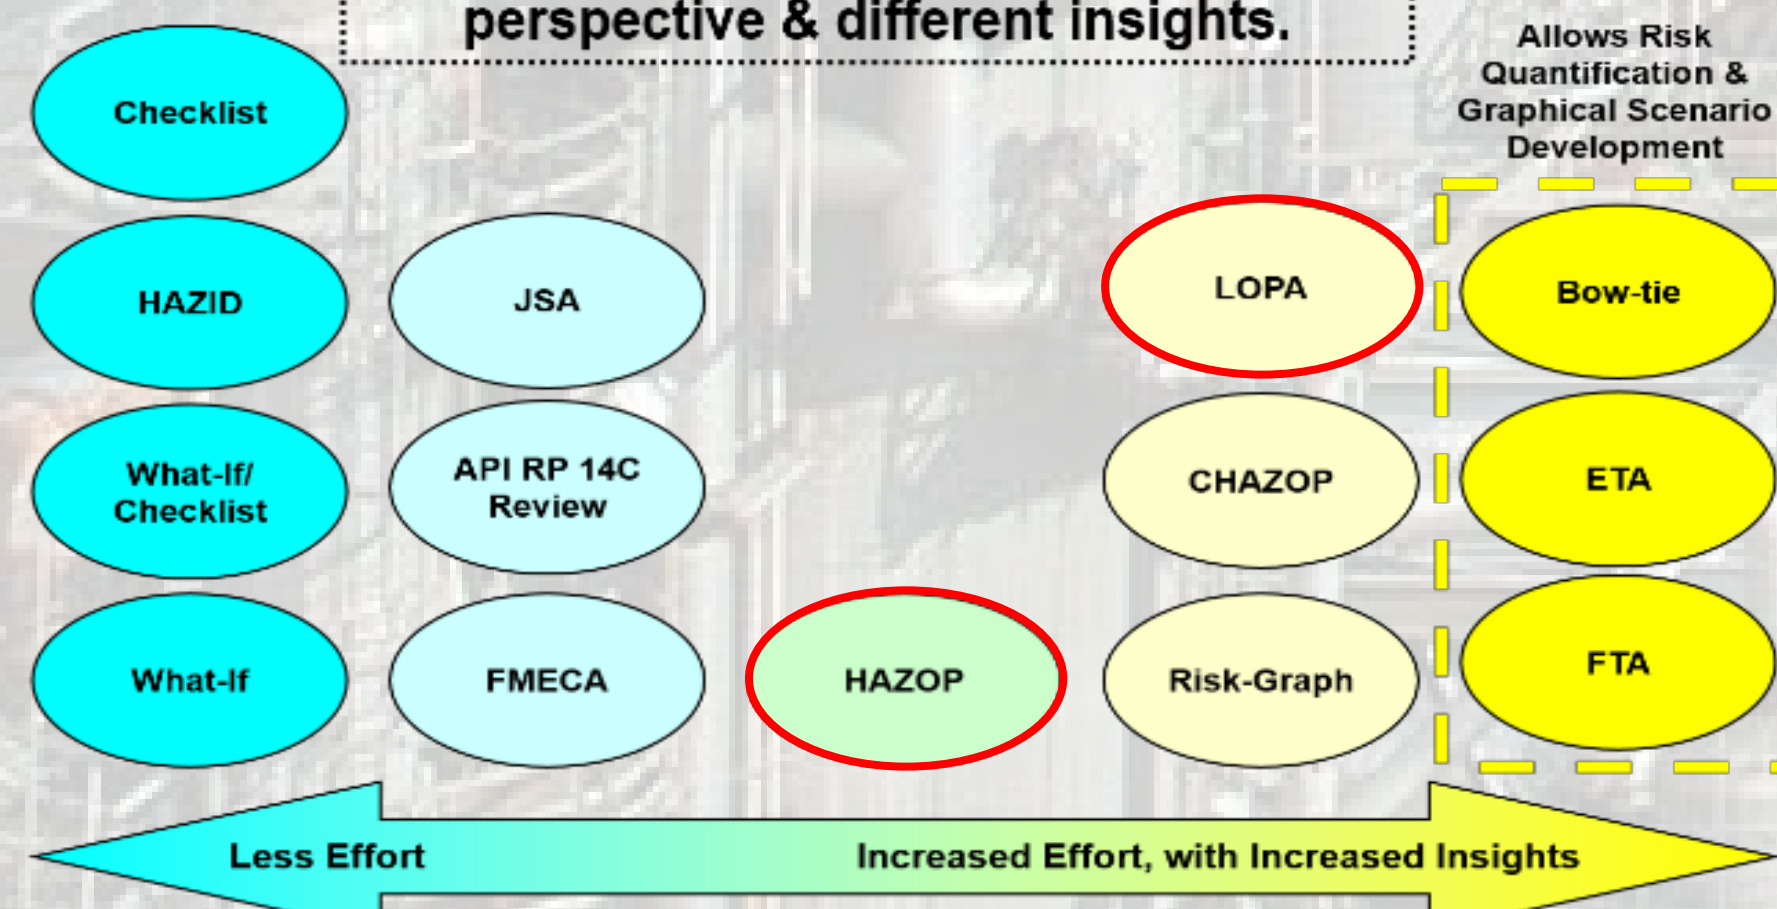 perspective & different insights.
Allows Risk
Quantification &
Graphical Scenario
Development
Checklist
HAZID
JSA
LOPA
Bow-tie
What-If/
Checklist
API RP 14C
Review
CHAZOP
ETA
What-If
FMECA
HAZOP
Risk-Graph
FTA
Less Effort
Increased Effort, with Increased Insights